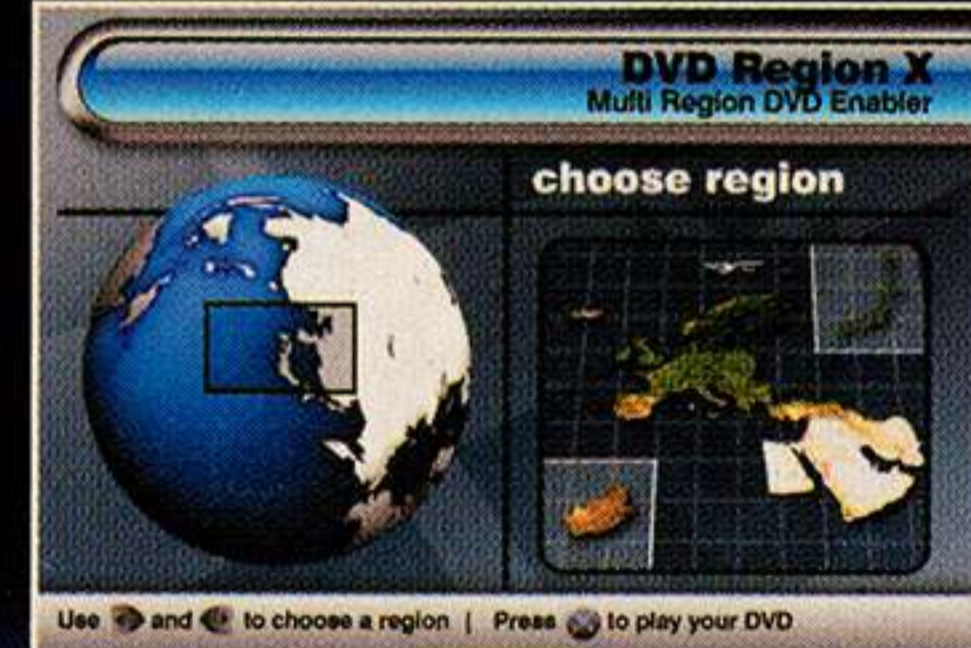 DVD Region X
Multi Region DVD Enabler
choose region
Use and to choose a region | Press to play your DVD